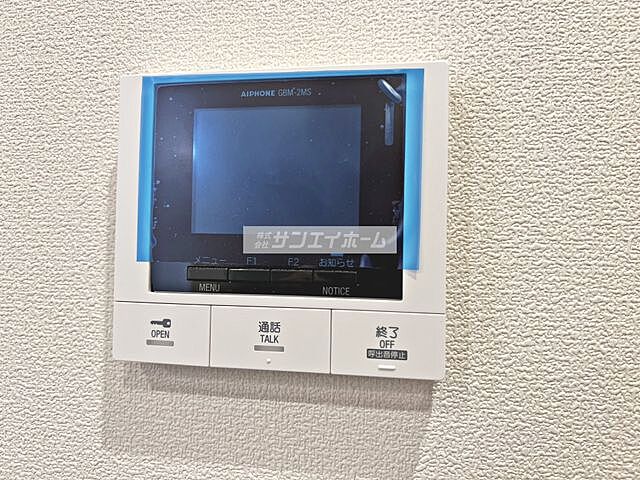 AIPHONE GBM-2MS
株式会社 サンエイホーム
メニュー F1 F2 お知らせ
MENU NOTICE
OPEN
通話
TALK
終了
OFF
呼出音停止